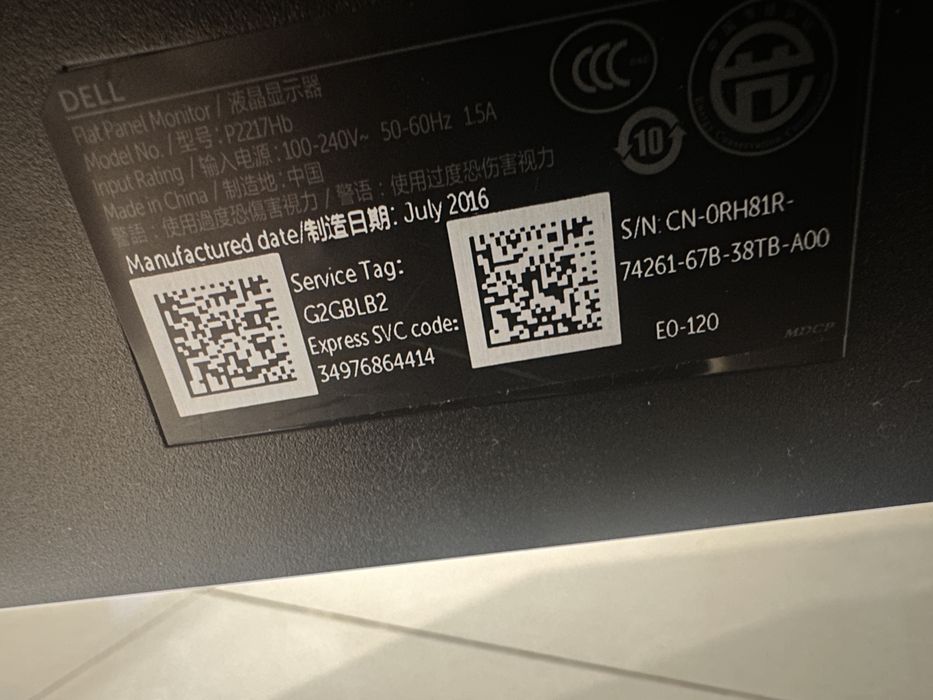 DELL
Flat Panel Monitor / 液晶显示器
Model No. / 型号: P2217Hb
Input Rating / 输入电源: 100-240V~ 50-60Hz 1.5A
Made in China / 制造地: 中国
警語: 使用過度恐傷害視力 / 警语: 使用过度恐伤害视力
Manufactured date/制造日期: July 2016
Service Tag:
G2GBLB2
Express SVC code:
34976864414
S/N: CN-0RH81R-
74261-67B-38TB-A00
E0-120
MDCP
CCC
10